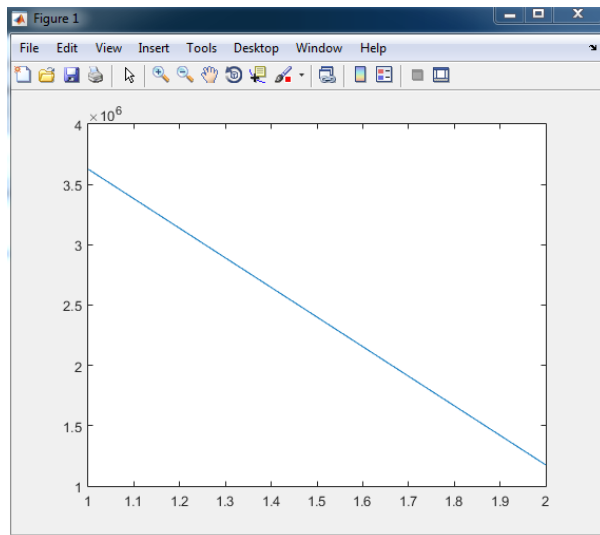 Figure 1
File Edit View Insert Tools Desktop Window Help
×10⁶
4
3.5
3
2.5
2
1.5
1
1 1.1 1.2 1.3 1.4 1.5 1.6 1.7 1.8 1.9 2